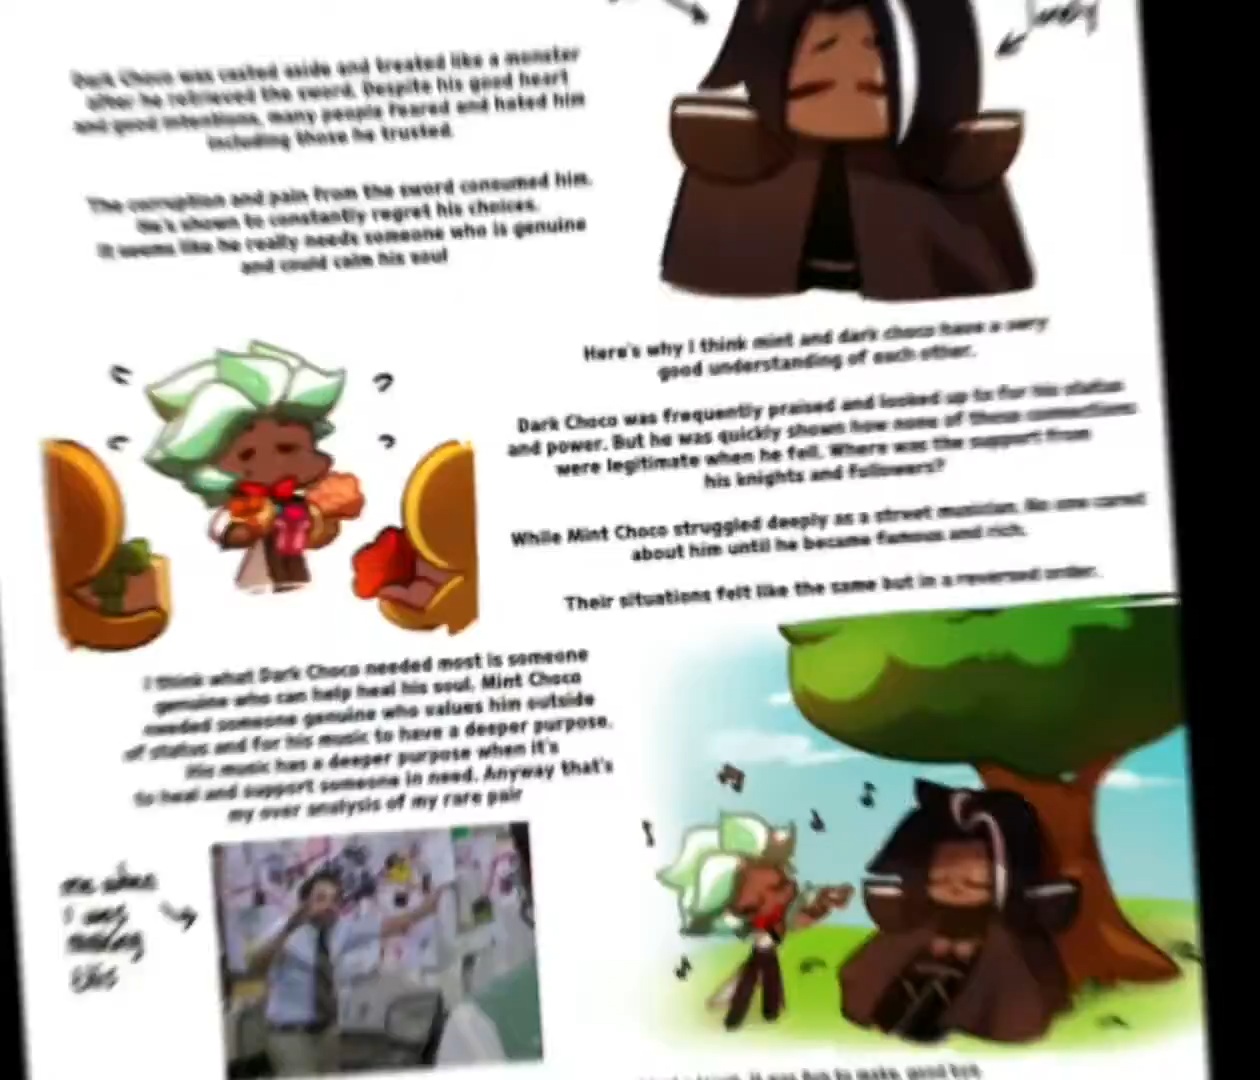 lonely
Dark Choco was casted aside and treated like a monster
after he retrieved the sword. Despite his good heart
and good intentions, many people feared and hated him
including those he trusted.
The corruption and pain from the sword consumed him.
He's shown to constantly regret his choices.
It seems like he really needs someone who is genuine
and could calm his soul
Here's why I think mint and dark choco have a very
good understanding of each other.
Dark Choco was frequently praised and looked up to for his status
and power. But he was quickly shown how none of those connections
were legitimate when he fell. Where was the support from
his knights and followers?
While Mint Choco struggled deeply as a street musician. No one cared
about him until he became famous and rich.
Their situations felt like the same but in a reversed order.
I think what Dark Choco needed most is someone
genuine who can help heal his soul. Mint Choco
needed someone genuine who values him outside
of status and for his music to have a deeper purpose.
His music has a deeper purpose when it's
to heal and support someone in need. Anyway that's
my over analysis of my rare pair
me when
I was
making
this
it was fun to make, good bye